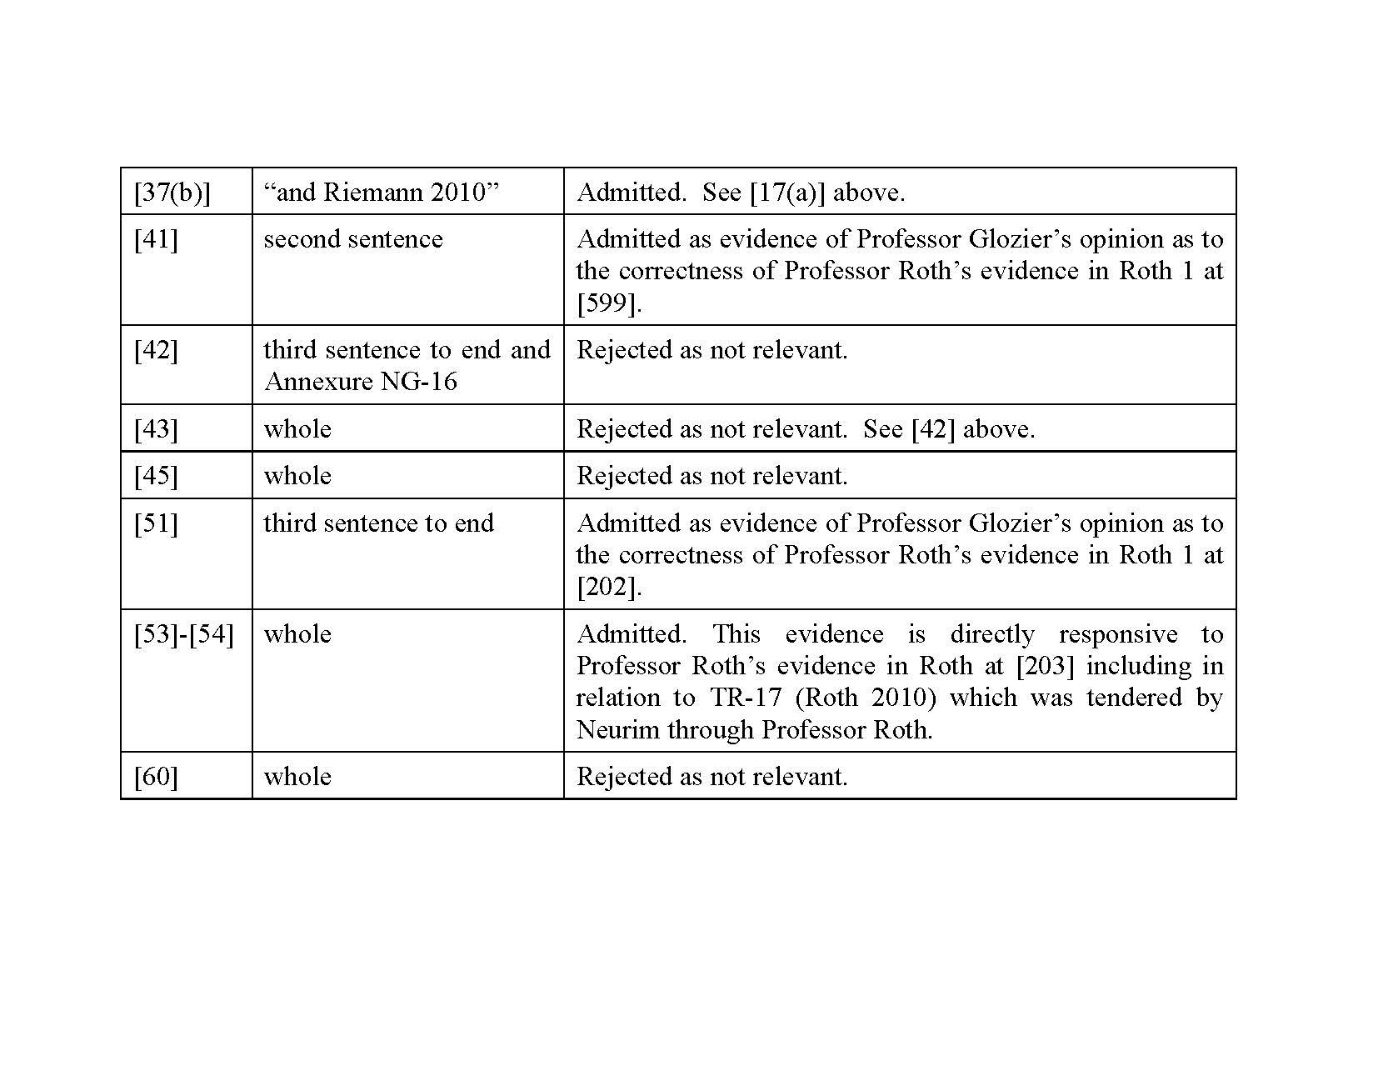 [37(b)] “and Riemann 2010” Admitted.  See [17(a)] above.
[41] second sentence Admitted as evidence of Professor Glozier’s opinion as to
the correctness of Professor Roth’s evidence in Roth 1 at
[599].
[42] third sentence to end and Rejected as not relevant.
Annexure NG-16
[43] whole Rejected as not relevant.  See [42] above.
[45] whole Rejected as not relevant.
[51] third sentence to end Admitted as evidence of Professor Glozier’s opinion as to
the correctness of Professor Roth’s evidence in Roth 1 at
[202].
[53]-[54] whole Admitted. This evidence is directly responsive to
Professor Roth’s evidence in Roth at [203] including in
relation to TR-17 (Roth 2010) which was tendered by
Neurim through Professor Roth.
[60] whole Rejected as not relevant.